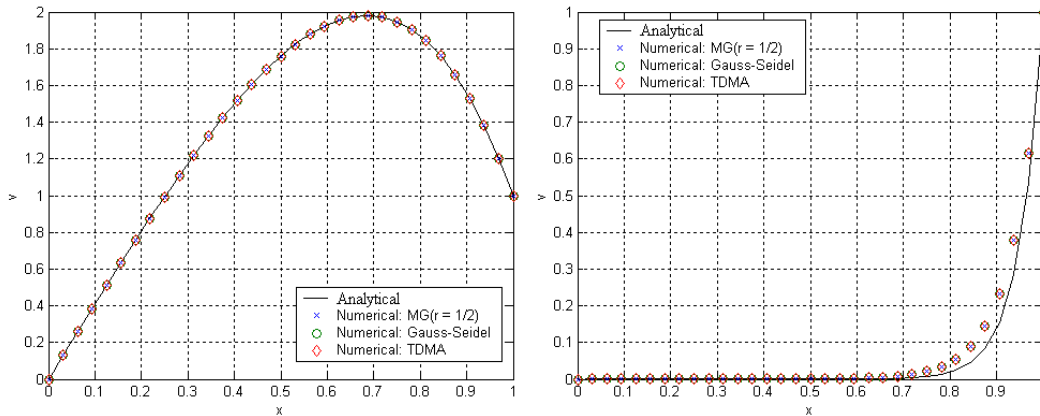 2
1.8
1.6
1.4
1.2
1
0.8
0.6
0.4
0.2
0
v
Analytical
Numerical: MG(r = 1/2)
Numerical: Gauss-Seidel
Numerical: TDMA
0 0.1 0.2 0.3 0.4 0.5 0.6 0.7 0.8 0.9 1
x
1
0.9
0.8
0.7
0.6
0.5
0.4
0.3
0.2
0.1
0
v
Analytical
Numerical: MG(r = 1/2)
Numerical: Gauss-Seidel
Numerical: TDMA
0 0.1 0.2 0.3 0.4 0.5 0.6 0.7 0.8 0.9
x